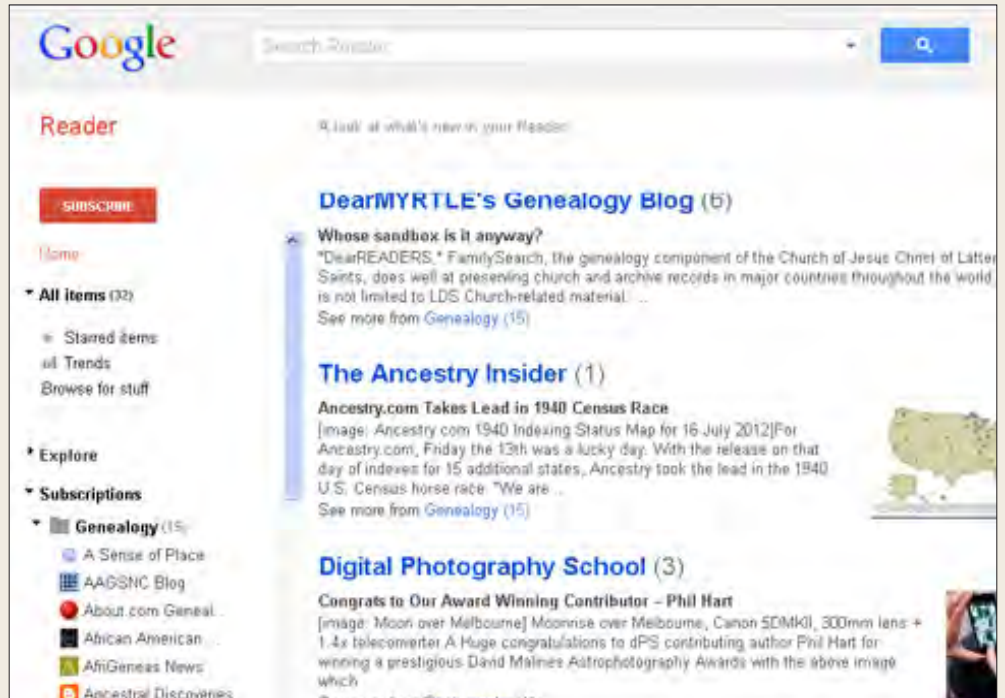 Google
Search Reader
Reader
A look at what's new in your Reader
SUBSCRIBE
Home
All items (32)
Starred items
Trends
Browse for stuff
Explore
Subscriptions
Genealogy (15)
A Sense of Place
AAGSNC Blog
About.com Geneal...
African American ...
AfriGeneas News
Ancestral Discoveries
DearMYRTLE's Genealogy Blog (6)
Whose sandbox is it anyway?
"DearREADERS," FamilySearch, the genealogy component of the Church of Jesus Christ of Latter
Saints, does well at preserving church and archive records in major countries throughout the world
is not limited to LDS Church-related material. ...
See more from Genealogy (15)
The Ancestry Insider (1)
Ancestry.com Takes Lead in 1940 Census Race
[image: Ancestry.com 1940 Indexing Status Map for 16 July 2012]For
Ancestry.com, Friday the 13th was a lucky day. With the release on that
day of indexes for 15 additional states, Ancestry took the lead in the 1940
U.S. Census horse race. "We are ...
See more from Genealogy (15)
Digital Photography School (3)
Congrats to Our Award Winning Contributor – Phil Hart
[image: Moon over Melbourne] Moonrise over Melbourne, Canon 5DMKII, 300mm lens +
1.4x teleconverter A Huge congratulations to dPS contributing author Phil Hart for
winning a prestigious David Malines Astrophotography Awards with the above image
which